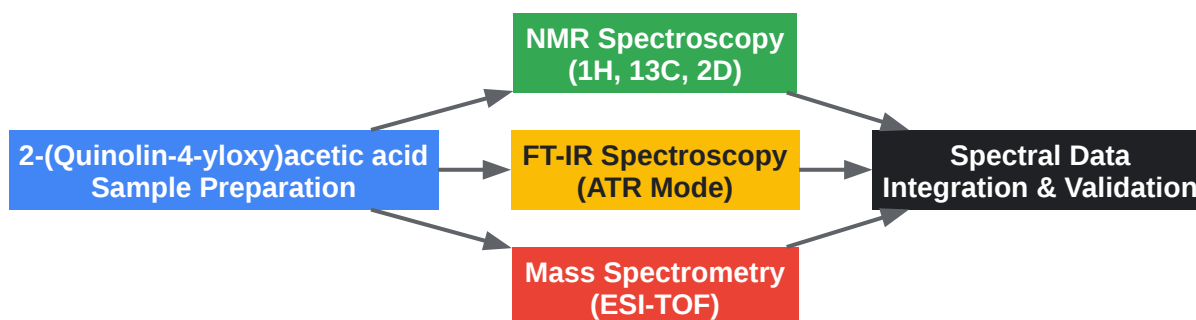 NMR Spectroscopy
(1H, 13C, 2D)
2-(Quinolin-4-yloxy)acetic acid
Sample Preparation
FT-IR Spectroscopy
(ATR Mode)
Spectral Data
Integration & Validation
Mass Spectrometry
(ESI-TOF)